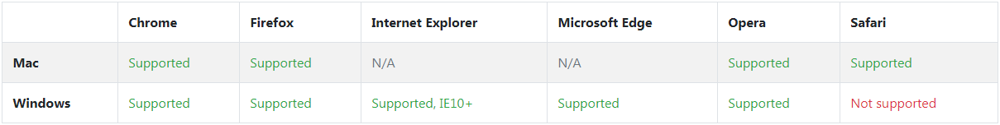 Chrome Firefox Internet Explorer Microsoft Edge Opera Safari
Mac Supported Supported N/A N/A Supported Supported
Windows Supported Supported Supported, IE10+ Supported Supported Not supported